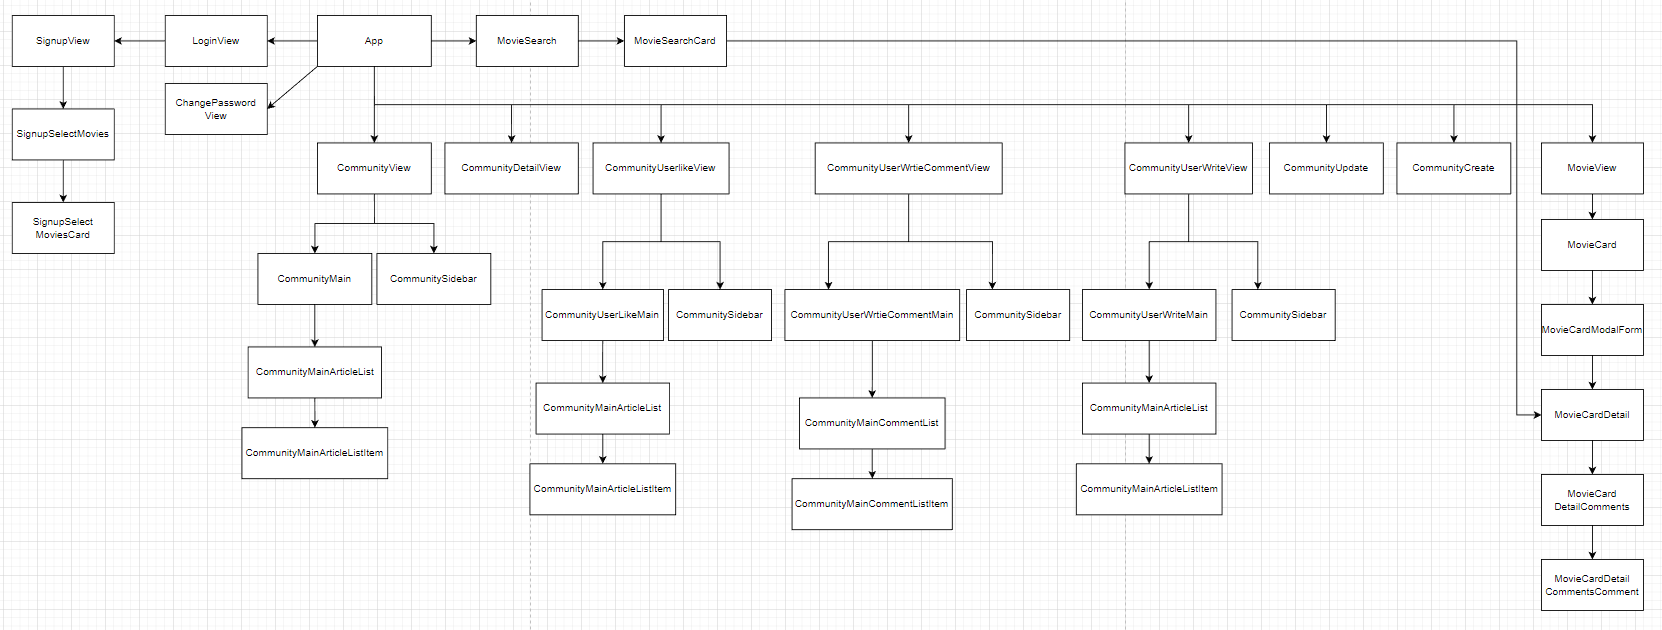 SignupView
LoginView
App
MovieSearch
MovieSearchCard
ChangePassword
View
SignupSelectMovies
CommunityView
CommunityDetailView
CommunityUserlikeView
CommunityUserWrtieCommentView
CommunityUserWriteView
CommunityUpdate
CommunityCreate
MovieView
SignupSelect
MoviesCard
MovieCard
CommunityMain
CommunitySidebar
CommunityUserLikeMain
CommunitySidebar
CommunityUserWrtieCommentMain
CommunitySidebar
CommunityUserWriteMain
CommunitySidebar
MovieCardModalForm
CommunityMainArticleList
CommunityMainArticleList
CommunityMainCommentList
CommunityMainArticleList
MovieCardDetail
CommunityMainArticleListItem
CommunityMainArticleListItem
CommunityMainCommentListItem
CommunityMainArticleListItem
MovieCard
DetailComments
MovieCardDetail
CommentsComment